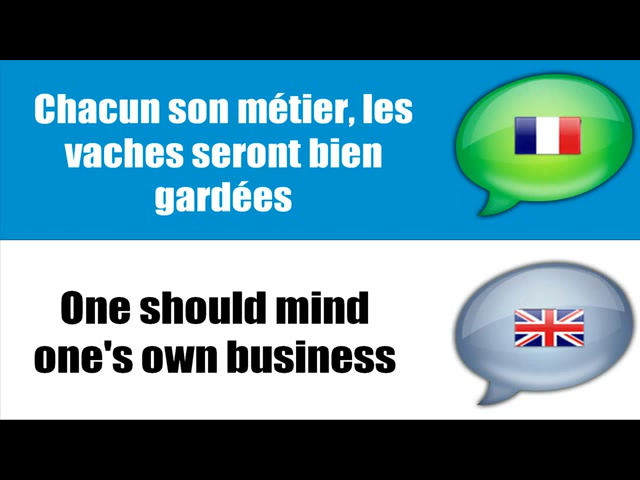 Chacun son métier, les
vaches seront bien
gardées
One should mind
one's own business